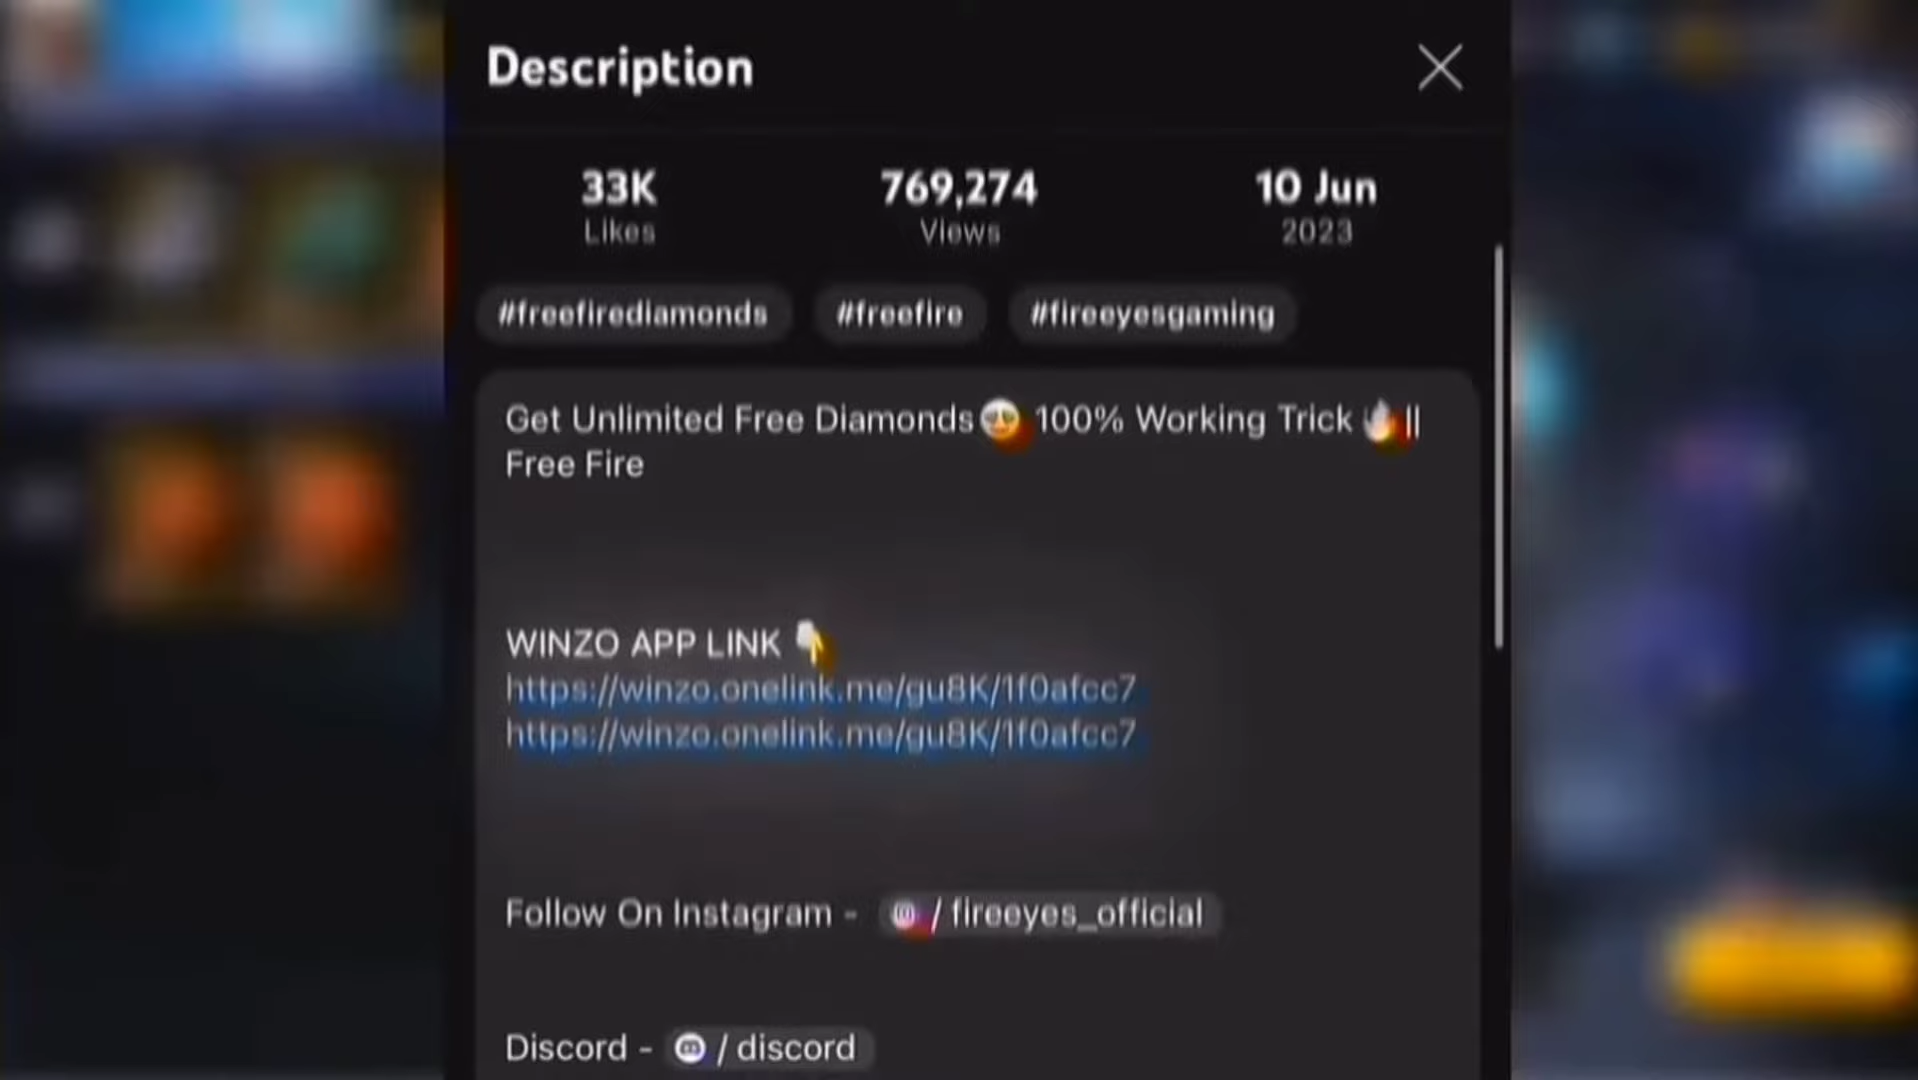 Description
33K 769,274 10 Jun
Likes Views 2023
#freefirediamonds #freefire #fireeyesgaming
Get Unlimited Free Diamonds😍 100% Working Trick🔥||
Free Fire
WINZO APP LINK 👇
https://winzo.onelink.me/gu8K/1f0afcc7
https://winzo.onelink.me/gu8K/1f0afcc7
Follow On Instagram - / fireeyes_official
Discord - / discord